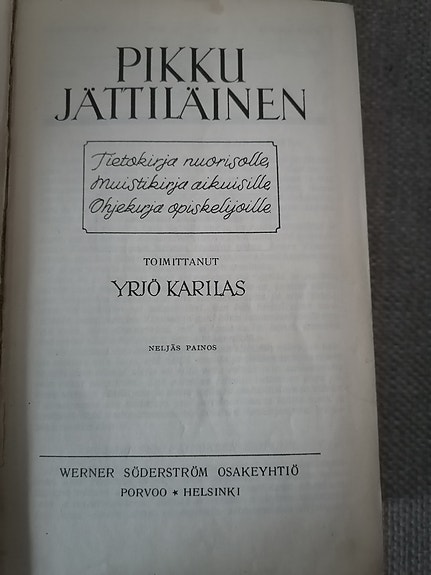 PIKKU
JÄTTILÄINEN
Tietokirja nuorisolle,
Muistikirja aikuisille,
Ohjekirja opiskelijoille.
TOIMITTANUT
YRJÖ KARILAS
NELJÄS PAINOS
WERNER SÖDERSTRÖM OSAKEYHTIÖ
PORVOO ★ HELSINKI